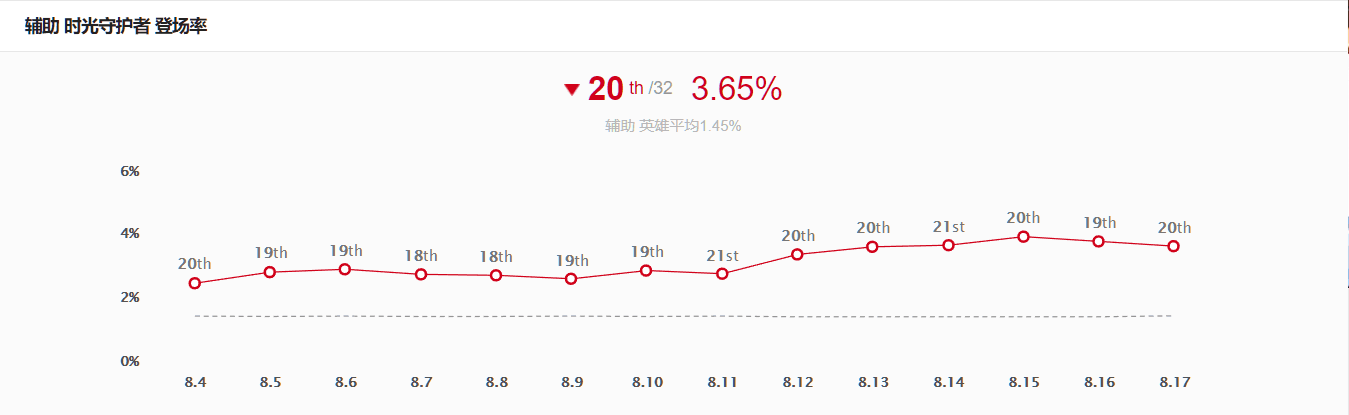 辅助 时光守护者 登场率
▼ 20 th /32 3.65%
辅助 英雄平均1.45%
6%
4%
2%
0%
20th 19th 19th 18th 18th 19th 19th 21st 20th 20th 21st 20th 19th 20th
8.4 8.5 8.6 8.7 8.8 8.9 8.10 8.11 8.12 8.13 8.14 8.15 8.16 8.17